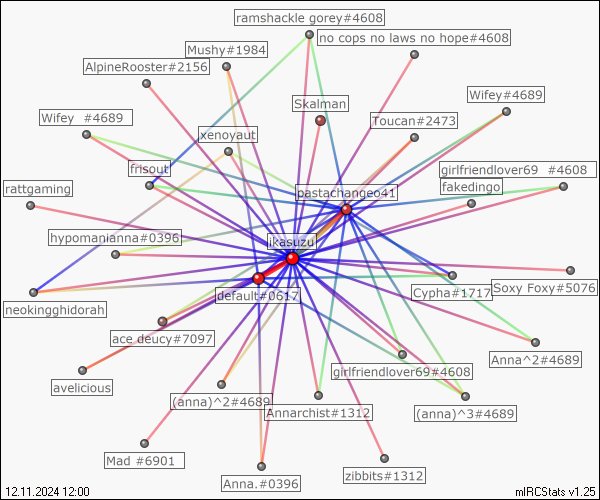 ramshackle gorey#4608
no cops no laws no hope#4608
Mushy#1984
AlpineRooster#2156
Wifey#4689
Skalman
Wifey  #4689
Toucan#2473
xenoyaut
frisout
girlfriendlover69  #4608
rattgaming
pastachangeo41
fakedingo
hypomanianna#0396
ikasuzu
Cypha#1717
Soxy Foxy#5076
default#0617
neokingghidorah
ace deucy#7097
Anna^2#4689
girlfriendlover69#4608
avelicious
(anna)^2#4689
Annarchist#1312
(anna)^3#4689
Mad #6901
Anna.#0396
zibbits#1312
12.11.2024 12:00
mIRCStats v1.25